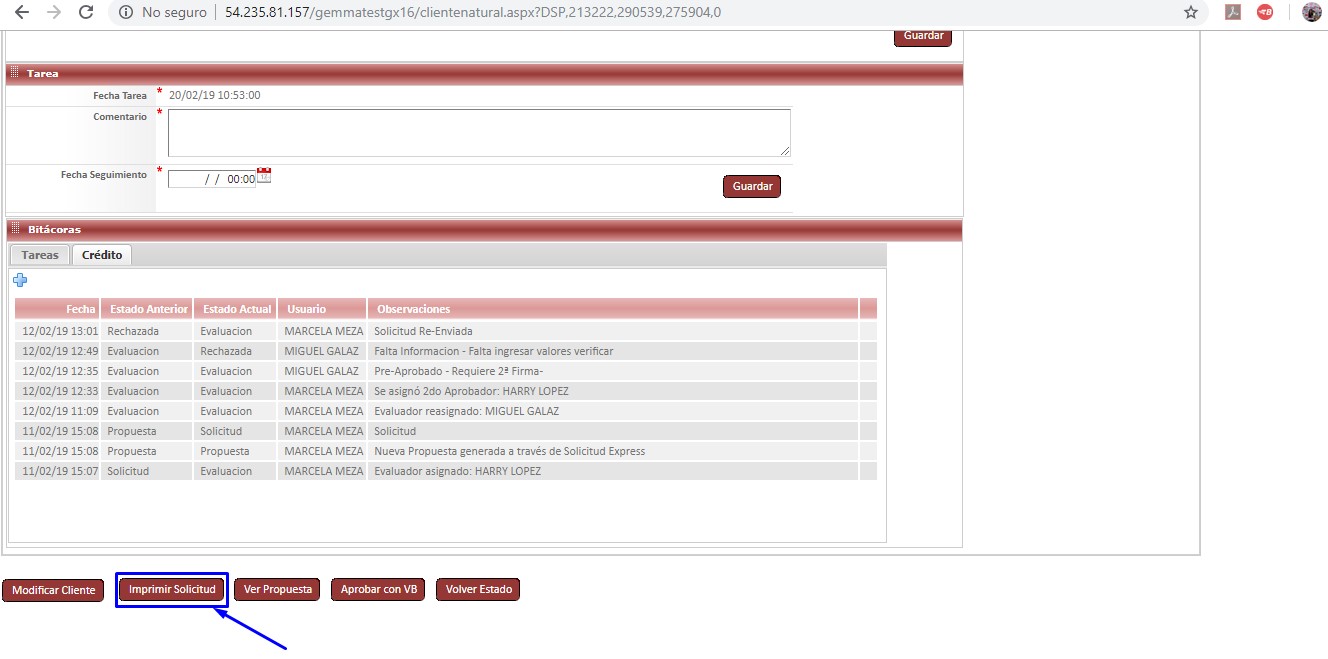 No seguro 54.235.81.157/gemmatestgx16/clientenatural.aspx?DSP,213222,290539,275904,0
Guardar
Tarea
Fecha Tarea * 20/02/19 10:53:00
Comentario *
Fecha Seguimiento * / / 00:00
Guardar
Bitácoras
Tareas Crédito
Fecha Estado Anterior Estado Actual Usuario Observaciones
12/02/19 13:01 Rechazada Evaluacion MARCELA MEZA Solicitud Re-Enviada
12/02/19 12:49 Evaluacion Rechazada MIGUEL GALAZ Falta Informacion - Falta ingresar valores verificar
12/02/19 12:35 Evaluacion Evaluacion MIGUEL GALAZ Pre-Aprobado - Requiere 2ª Firma-
12/02/19 12:33 Evaluacion Evaluacion MARCELA MEZA Se asignó 2do Aprobador: HARRY LOPEZ
12/02/19 11:09 Evaluacion Evaluacion MARCELA MEZA Evaluador reasignado: MIGUEL GALAZ
11/02/19 15:08 Propuesta Solicitud MARCELA MEZA Solicitud
11/02/19 15:08 Propuesta Propuesta MARCELA MEZA Nueva Propuesta generada a través de Solicitud Express
11/02/19 15:07 Solicitud Evaluacion MARCELA MEZA Evaluador asignado: HARRY LOPEZ
Modificar Cliente Imprimir Solicitud Ver Propuesta Aprobar con VB Volver Estado